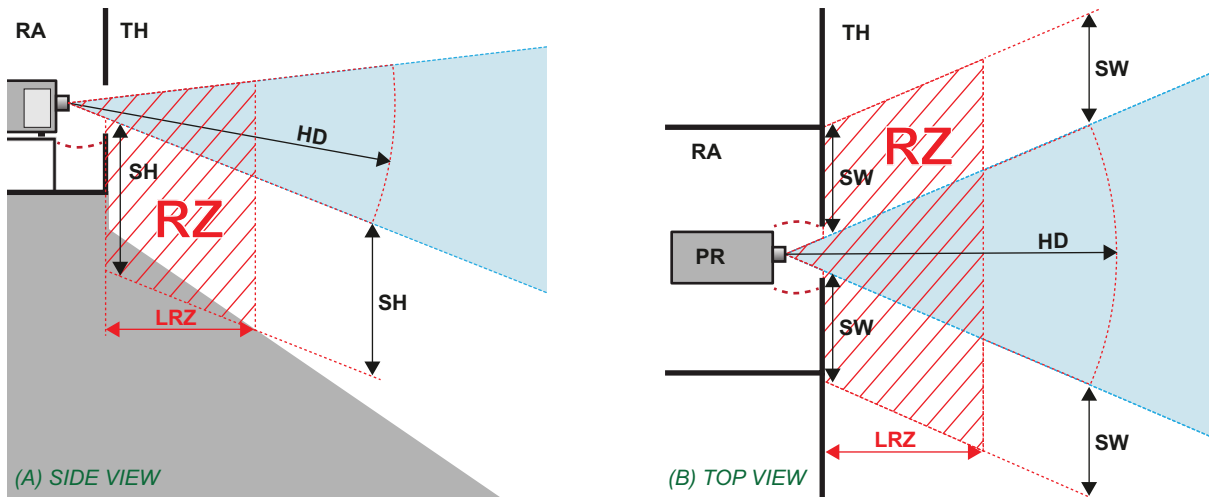 RA
TH
HD
SH
RZ
SH
LRZ
(A) SIDE VIEW
TH
SW
RA
RZ
SW
PR
HD
SW
LRZ
SW
(B) TOP VIEW